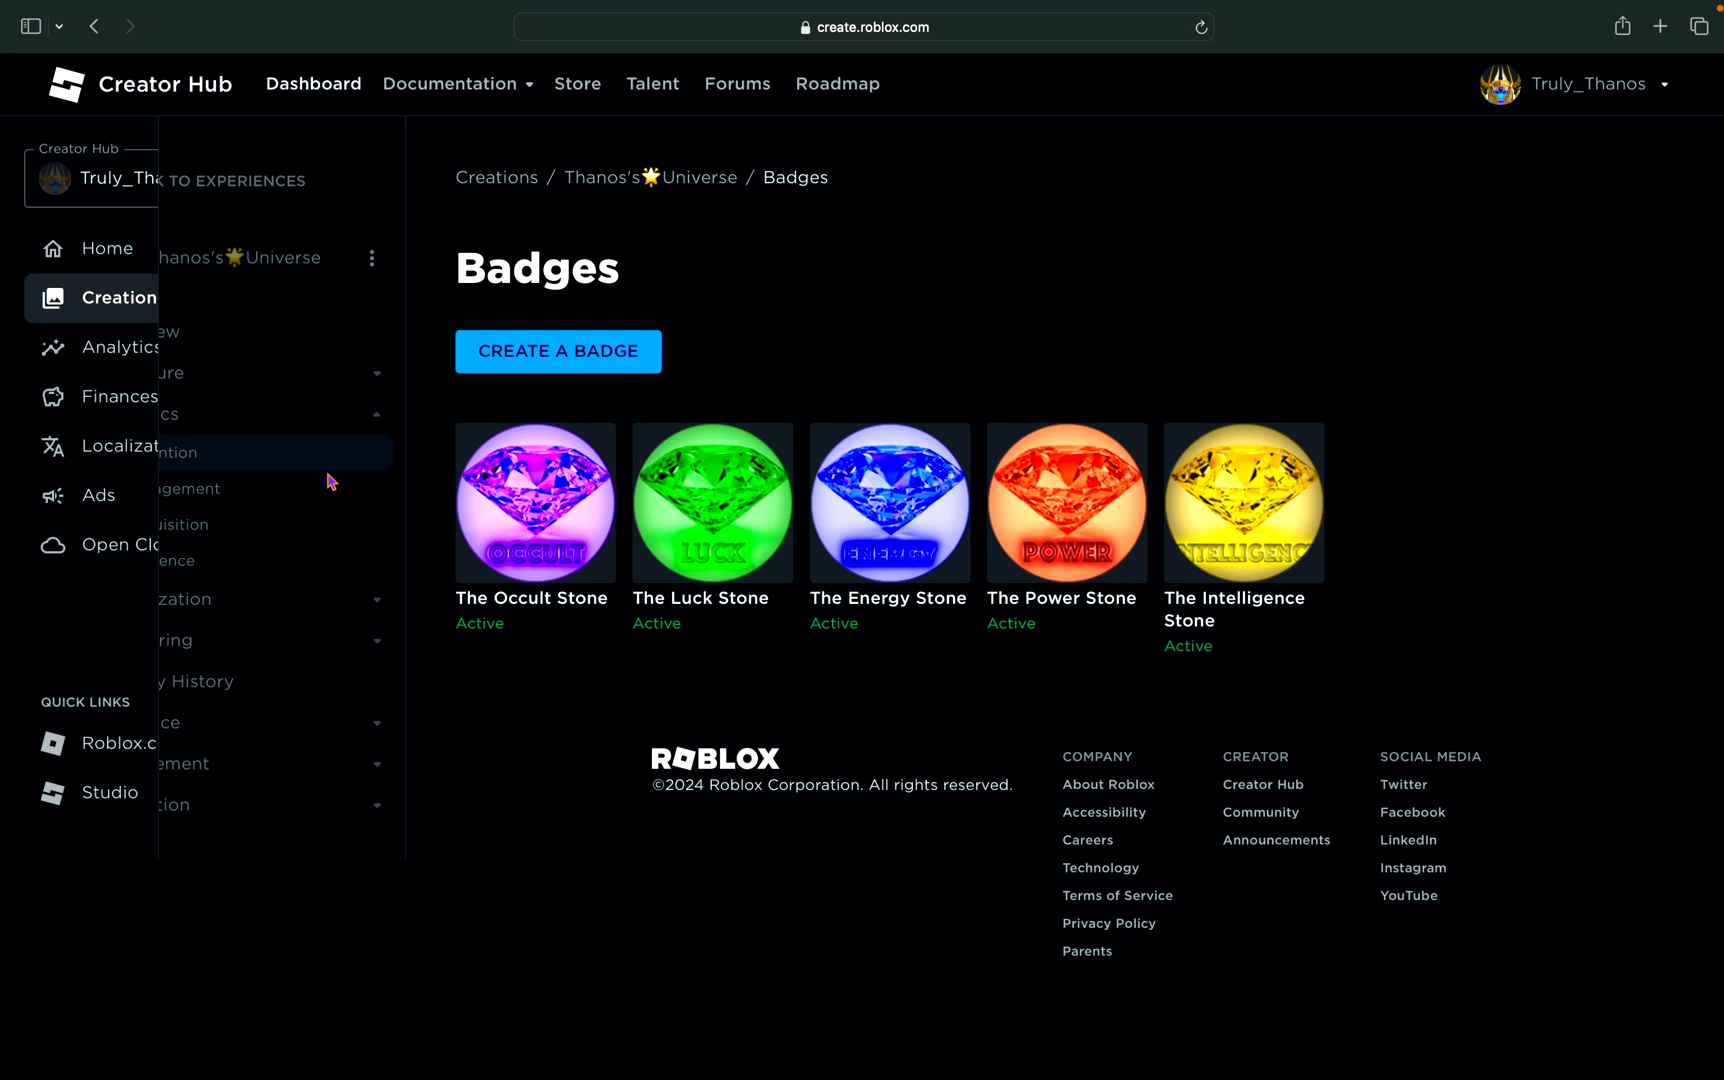 create.roblox.com
Creator Hub Dashboard Documentation Store Talent Forums Roadmap Truly_Thanos
Creator Hub
Truly_Tha
Home
Creation
Analytics
Finances
Localizat
Ads
Open Clo
QUICK LINKS
Roblox.c
Studio
K TO EXPERIENCES
hanos's🌟Universe
ew
ure
cs
ntion
gement
uisition
ence
zation
ring
y History
ce
ement
tion
Creations / Thanos's🌟Universe / Badges
Badges
CREATE A BADGE
OCCULT
LUCK
ENERGY
POWER
INTELLIGENC
The Occult Stone
Active
The Luck Stone
Active
The Energy Stone
Active
The Power Stone
Active
The Intelligence
Stone
Active
ROBLOX
©2024 Roblox Corporation. All rights reserved.
COMPANY
About Roblox
Accessibility
Careers
Technology
Terms of Service
Privacy Policy
Parents
CREATOR
Creator Hub
Community
Announcements
SOCIAL MEDIA
Twitter
Facebook
LinkedIn
Instagram
YouTube